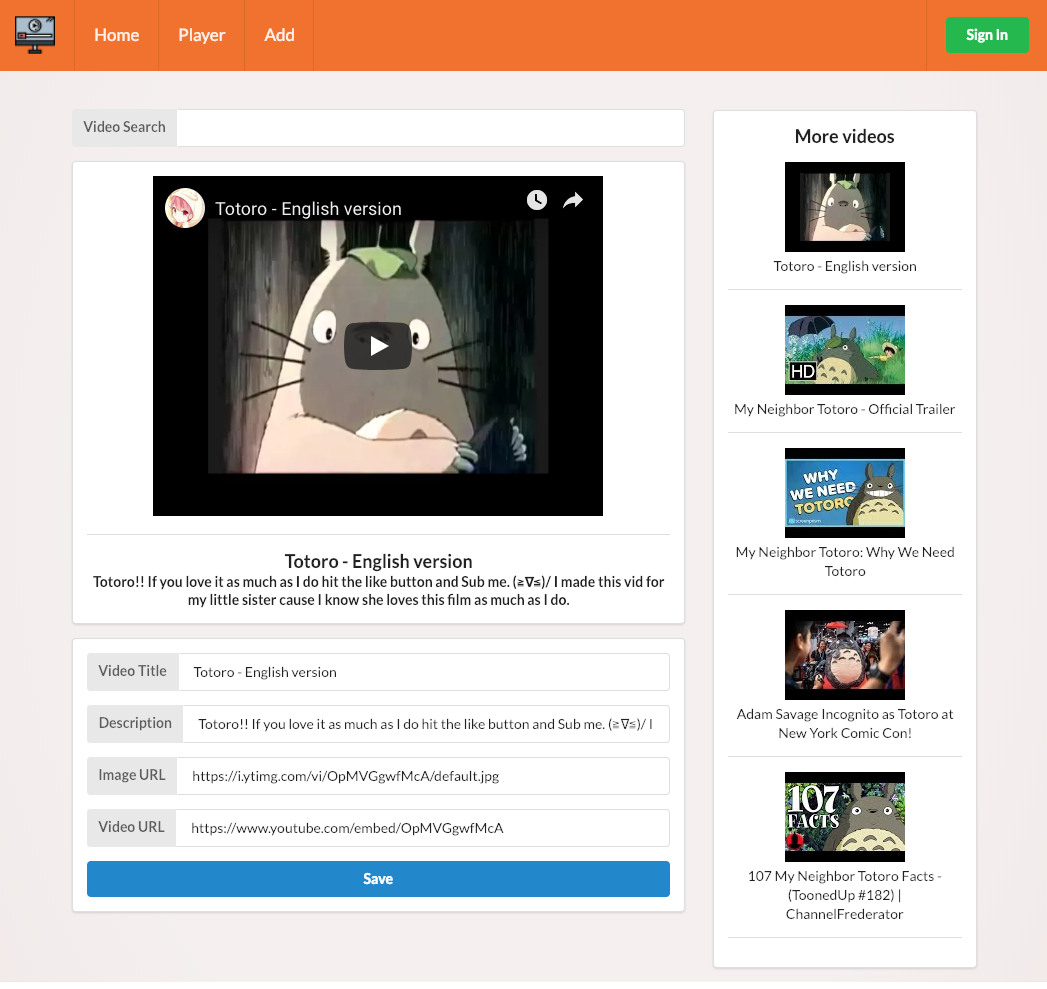 Home
Player
Add
Sign In
Video Search
Totoro - English version
Totoro - English version
Totoro!! If you love it as much as I do hit the like button and Sub me. (≧∇≦)/ I made this vid for
my little sister cause I know she loves this film as much as I do.
Video Title
Totoro - English version
Description
Totoro!! If you love it as much as I do hit the like button and Sub me. (≧∇≦)/ I
Image URL
https://i.ytimg.com/vi/OpMVGgwfMcA/default.jpg
Video URL
https://www.youtube.com/embed/OpMVGgwfMcA
Save
More videos
Totoro - English version
HD
My Neighbor Totoro - Official Trailer
WHY
WE NEED
TOTORO
screenprism
My Neighbor Totoro: Why We Need
Totoro
Adam Savage Incognito as Totoro at
New York Comic Con!
107
FACTS
107 My Neighbor Totoro Facts -
(ToonedUp #182) |
ChannelFrederator